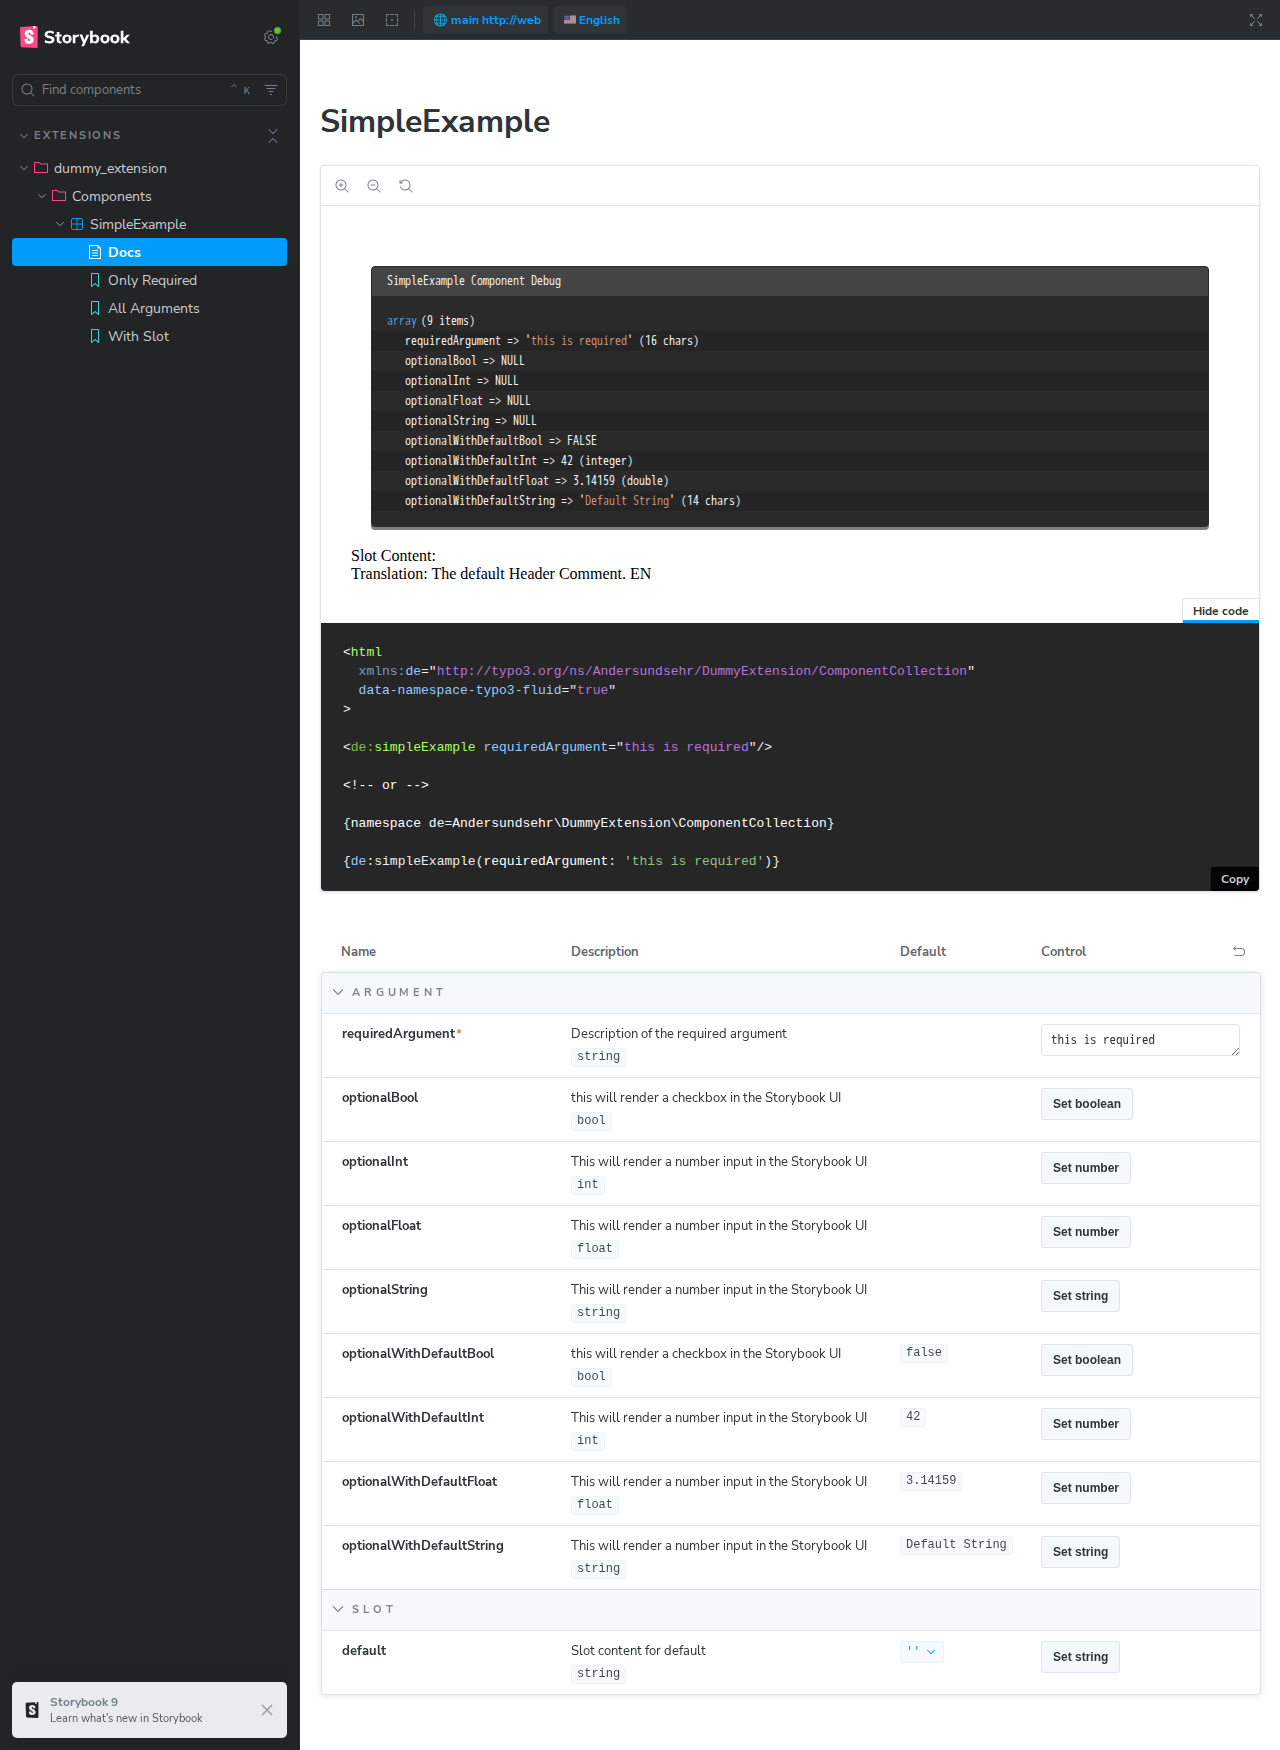 Storybook
Find components
^ K
EXTENSIONS
dummy_extension
Components
SimpleExample
Docs
Only Required
All Arguments
With Slot
Storybook 9
Learn what's new in Storybook
main http://web
English
SimpleExample
SimpleExample Component Debug
array (9 items)
requiredArgument => 'this is required' (16 chars)
optionalBool => NULL
optionalInt => NULL
optionalFloat => NULL
optionalString => NULL
optionalWithDefaultBool => FALSE
optionalWithDefaultInt => 42 (integer)
optionalWithDefaultFloat => 3.14159 (double)
optionalWithDefaultString => 'Default String' (14 chars)
Slot Content:
Translation: The default Header Comment. EN
Hide code
<html
xmlns:de="http://typo3.org/ns/Andersundsehr/DummyExtension/ComponentCollection"
data-namespace-typo3-fluid="true"
>
<de:simpleExample requiredArgument="this is required"/>
<!-- or -->
{namespace de=Andersundsehr\DummyExtension\ComponentCollection}
{de:simpleExample(requiredArgument: 'this is required')}
Copy
Name Description Default Control
ARGUMENT
requiredArgument* Description of the required argument this is required
string
optionalBool this will render a checkbox in the Storybook UI Set boolean
bool
optionalInt This will render a number input in the Storybook UI Set number
int
optionalFloat This will render a number input in the Storybook UI Set number
float
optionalString This will render a number input in the Storybook UI Set string
string
optionalWithDefaultBool this will render a checkbox in the Storybook UI false Set boolean
bool
optionalWithDefaultInt This will render a number input in the Storybook UI 42 Set number
int
optionalWithDefaultFloat This will render a number input in the Storybook UI 3.14159 Set number
float
optionalWithDefaultString This will render a number input in the Storybook UI Default String Set string
string
SLOT
default Slot content for default '' Set string
string